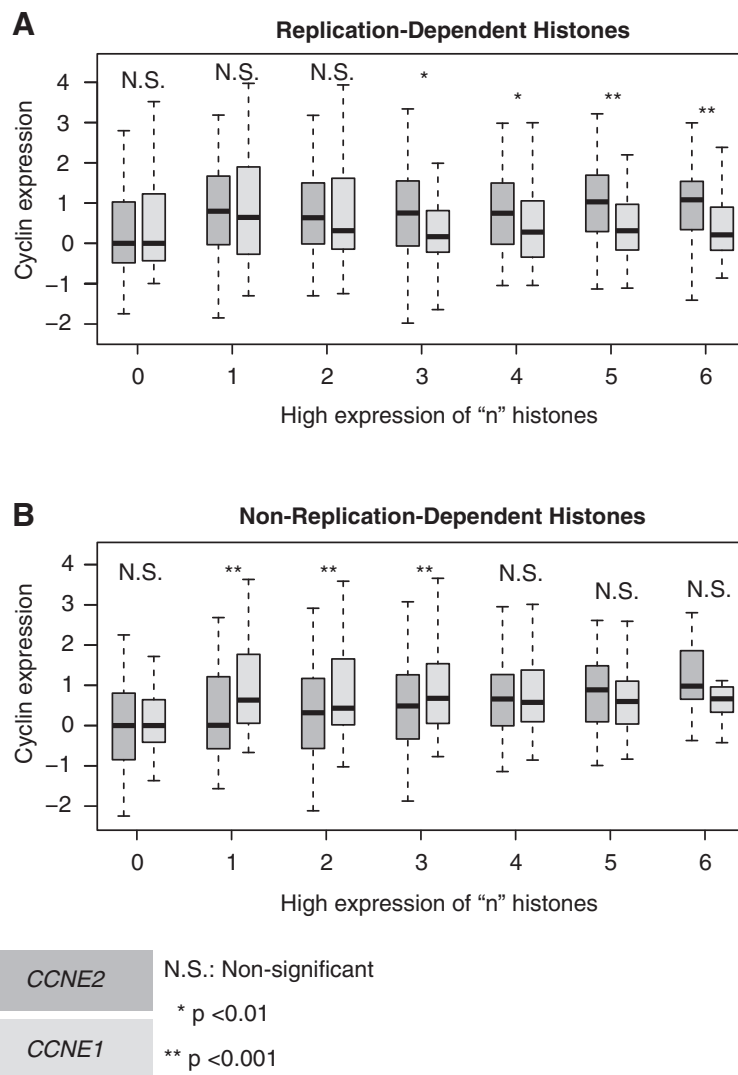 A
Replication-Dependent Histones
N.S. N.S. N.S. * * ** **
Cyclin expression
4
3
2
1
0
−1
−2
0 1 2 3 4 5 6
High expression of “n” histones
B
Non-Replication-Dependent Histones
N.S. ** ** ** N.S. N.S. N.S.
Cyclin expression
4
3
2
1
0
−1
−2
0 1 2 3 4 5 6
High expression of “n” histones
CCNE2
CCNE1
N.S.: Non-significant
* p <0.01
** p <0.001